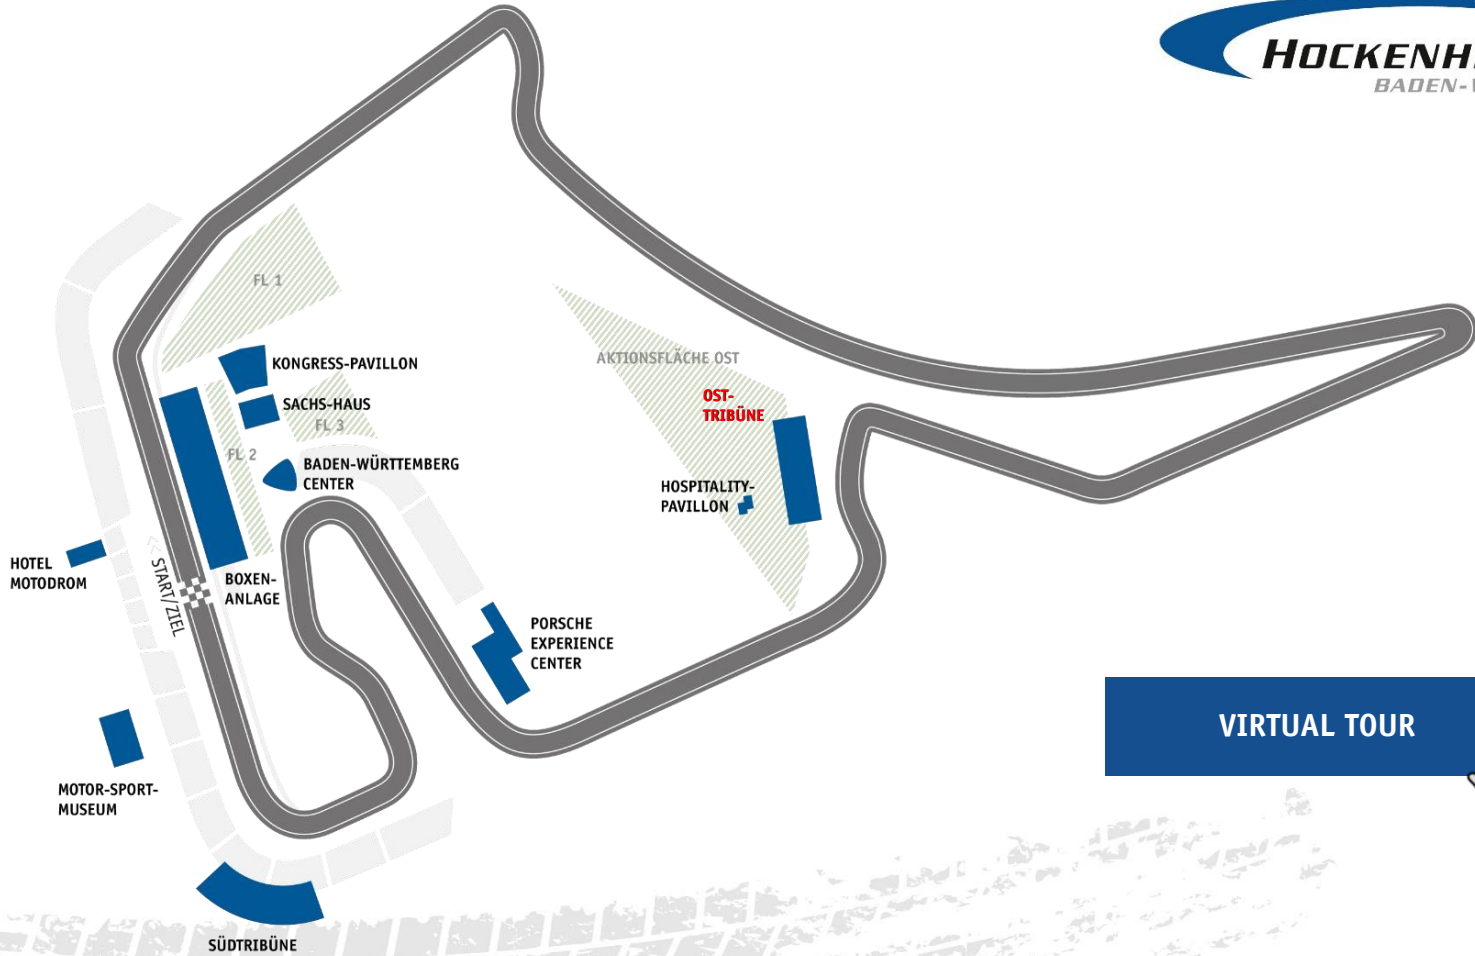 HOCKENH
BADEN-
FL 1
KONGRESS-PAVILLON
AKTIONSFLÄCHE OST
SACHS-HAUS
OST-
TRIBÜNE
FL 3
FL 2
BADEN-WÜRTTEMBERG
CENTER
HOSPITALITY-
PAVILLON
HOTEL
MOTODROM
<< START/ZIEL
BOXEN-
ANLAGE
PORSCHE
EXPERIENCE
CENTER
VIRTUAL TOUR
MOTOR-SPORT-
MUSEUM
SÜDTRIBÜNE